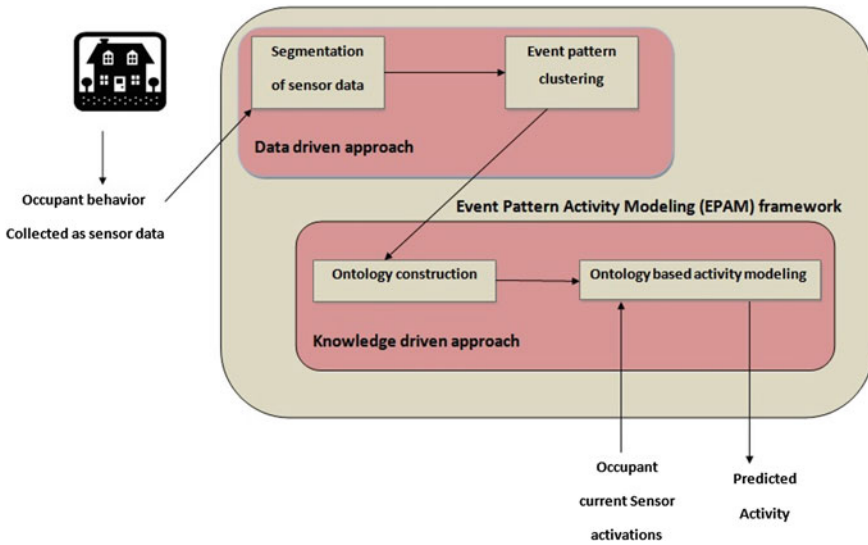 Segmentation
of sensor data
Event pattern
clustering
Data driven approach
Occupant behavior
Collected as sensor data
Event Pattern Activity Modeling (EPAM) framework
Ontology construction
Ontology based activity modeling
Knowledge driven approach
Occupant
current Sensor
activations
Predicted
Activity